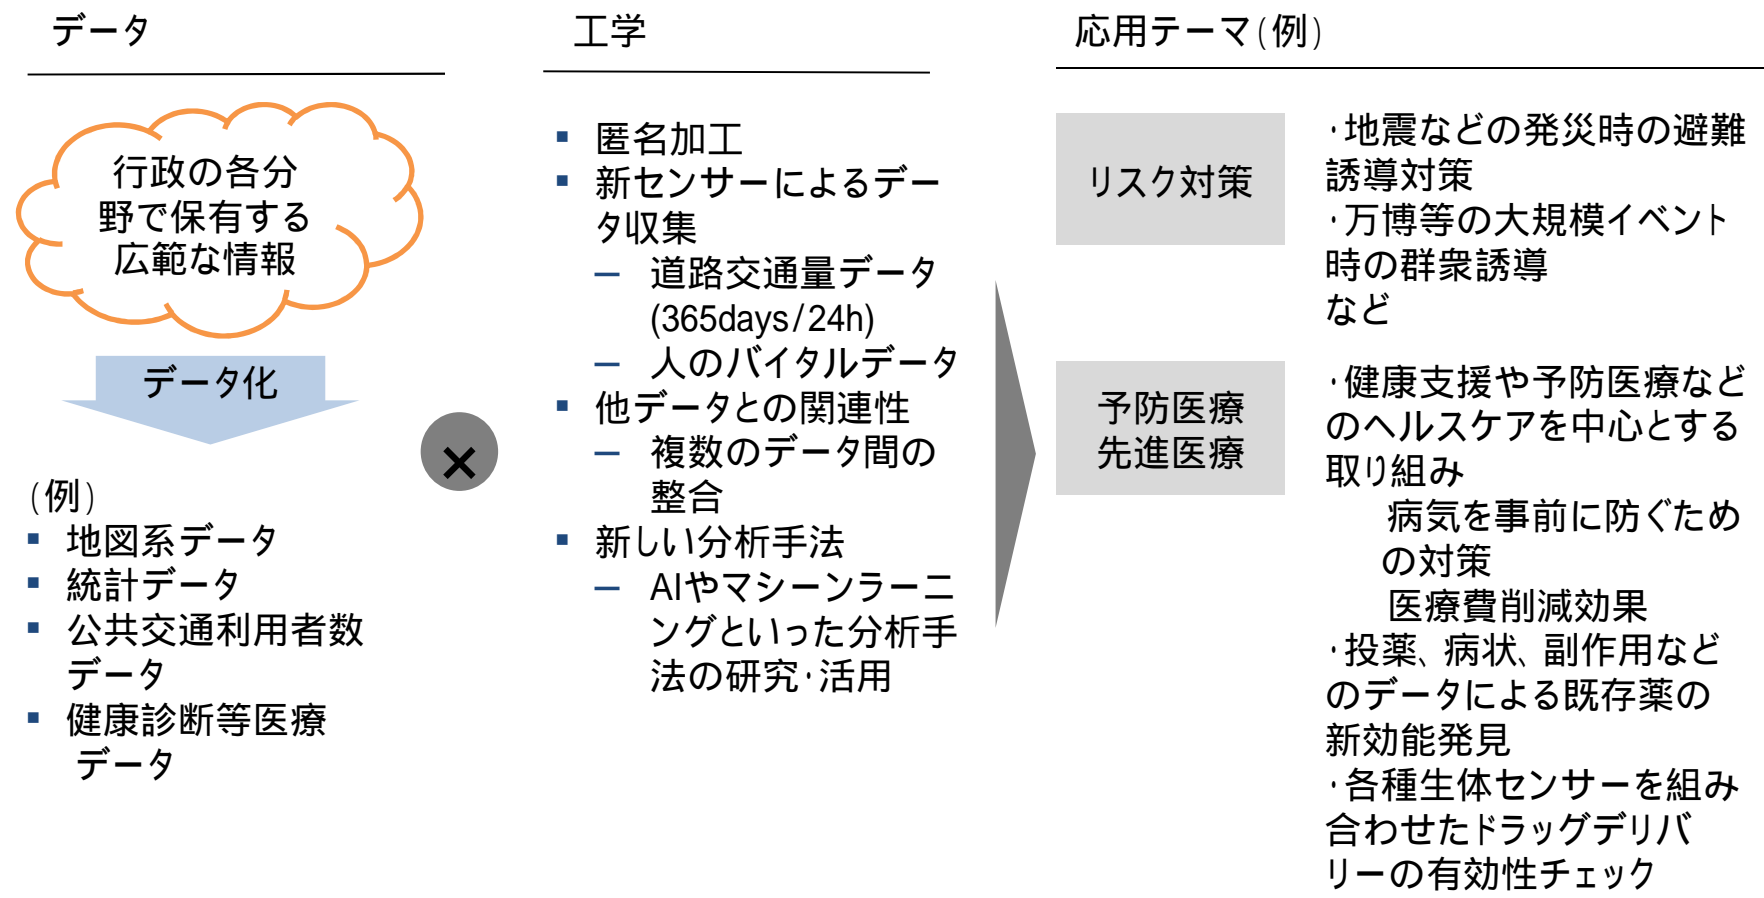 データ
行政の各分
野で保有する
広範な情報
データ化
(例)
▪ 地図系データ
▪ 統計データ
▪ 公共交通利用者数
データ
▪ 健康診断等医療
データ
×
工学
▪ 匿名加工
▪ 新センサーによるデー
タ収集
－ 道路交通量データ
(365days/24h)
－ 人のバイタルデータ
▪ 他データとの関連性
－ 複数のデータ間の
整合
▪ 新しい分析手法
－ AIやマシーンラーニ
ングといった分析手
法の研究・活用
応用テーマ(例)
リスク対策
・地震などの発災時の避難
誘導対策
・万博等の大規模イベント
時の群衆誘導
など
予防医療
先進医療
・健康支援や予防医療など
のヘルスケアを中心とする
取り組み
病気を事前に防ぐため
の対策
医療費削減効果
・投薬、病状、副作用など
のデータによる既存薬の
新効能発見
・各種生体センサーを組み
合わせたドラッグデリバ
リーの有効性チェック